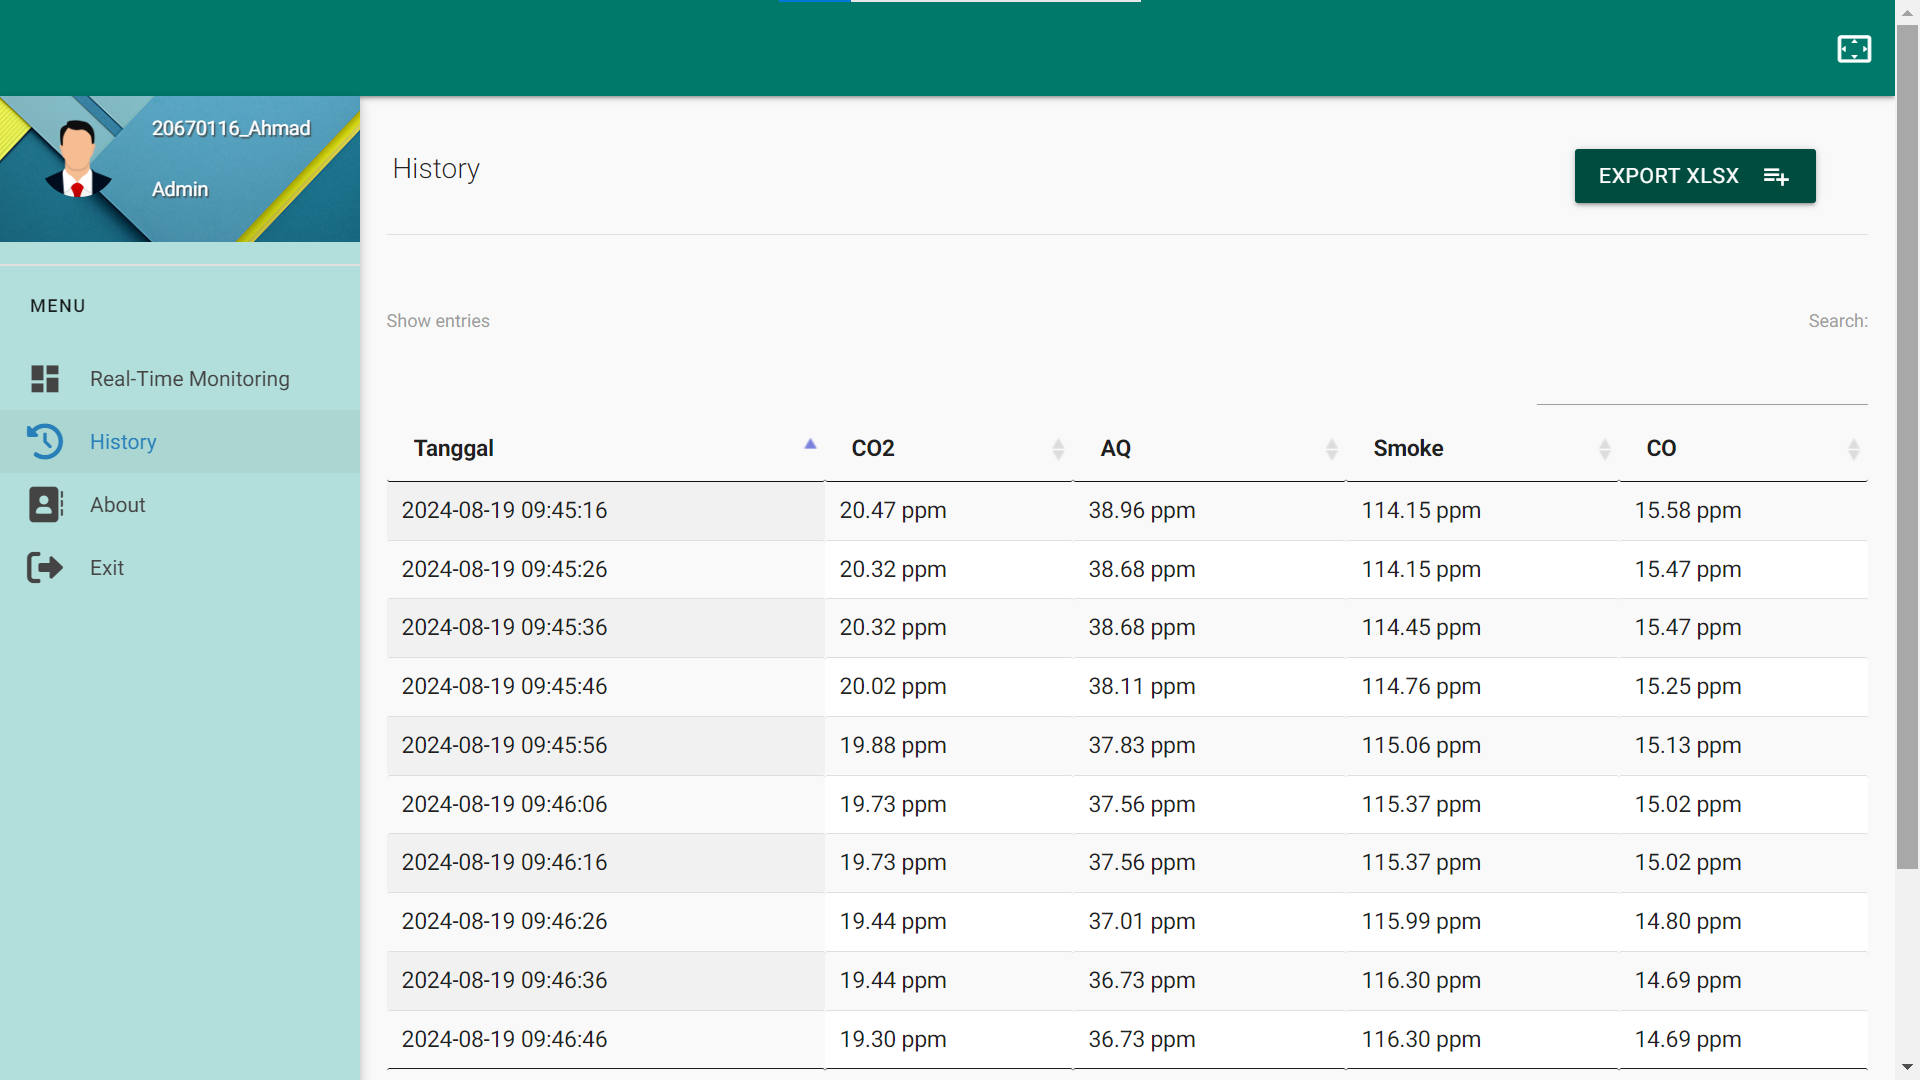 20670116_Ahmad
Admin
MENU
Real-Time Monitoring
History
About
Exit
History
EXPORT XLSX
Show entries
Search:
Tanggal CO2 AQ Smoke CO
2024-08-19 09:45:16 20.47 ppm 38.96 ppm 114.15 ppm 15.58 ppm
2024-08-19 09:45:26 20.32 ppm 38.68 ppm 114.15 ppm 15.47 ppm
2024-08-19 09:45:36 20.32 ppm 38.68 ppm 114.45 ppm 15.47 ppm
2024-08-19 09:45:46 20.02 ppm 38.11 ppm 114.76 ppm 15.25 ppm
2024-08-19 09:45:56 19.88 ppm 37.83 ppm 115.06 ppm 15.13 ppm
2024-08-19 09:46:06 19.73 ppm 37.56 ppm 115.37 ppm 15.02 ppm
2024-08-19 09:46:16 19.73 ppm 37.56 ppm 115.37 ppm 15.02 ppm
2024-08-19 09:46:26 19.44 ppm 37.01 ppm 115.99 ppm 14.80 ppm
2024-08-19 09:46:36 19.44 ppm 36.73 ppm 116.30 ppm 14.69 ppm
2024-08-19 09:46:46 19.30 ppm 36.73 ppm 116.30 ppm 14.69 ppm